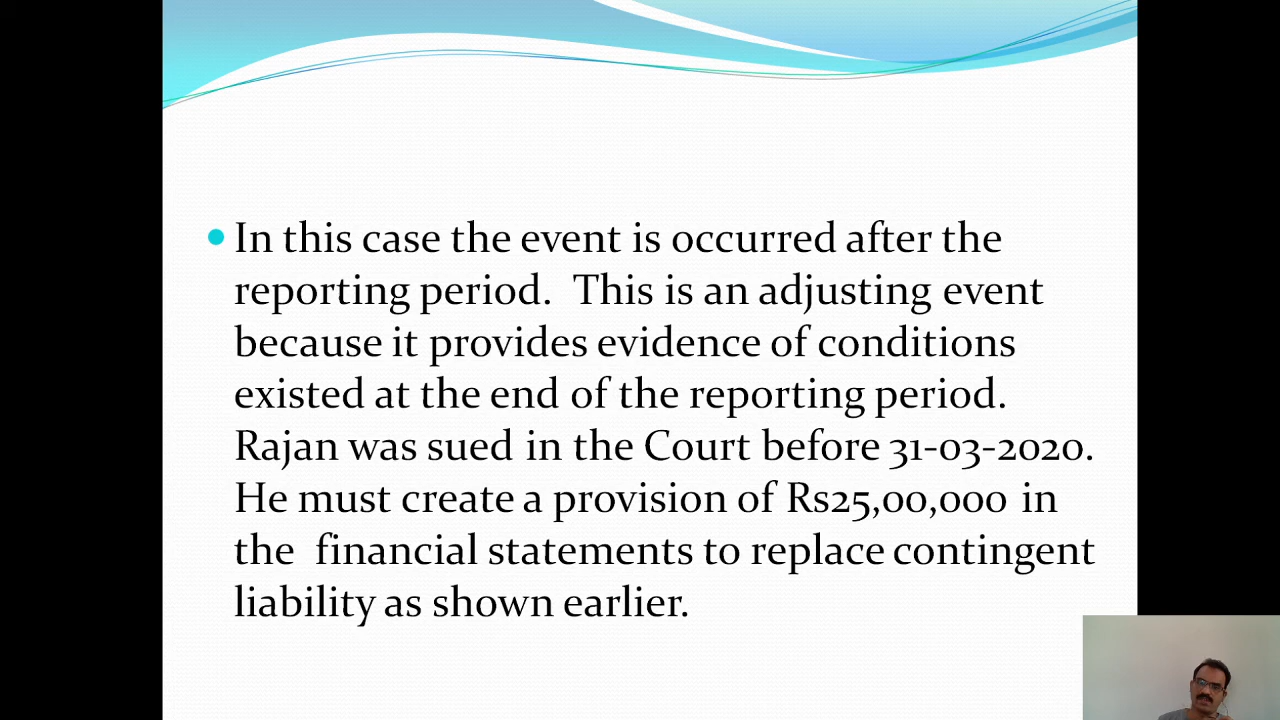 In this case the event is occurred after the
reporting period.  This is an adjusting event
because it provides evidence of conditions
existed at the end of the reporting period.
Rajan was sued in the Court before 31-03-2020.
He must create a provision of Rs25,00,000 in
the  financial statements to replace contingent
liability as shown earlier.